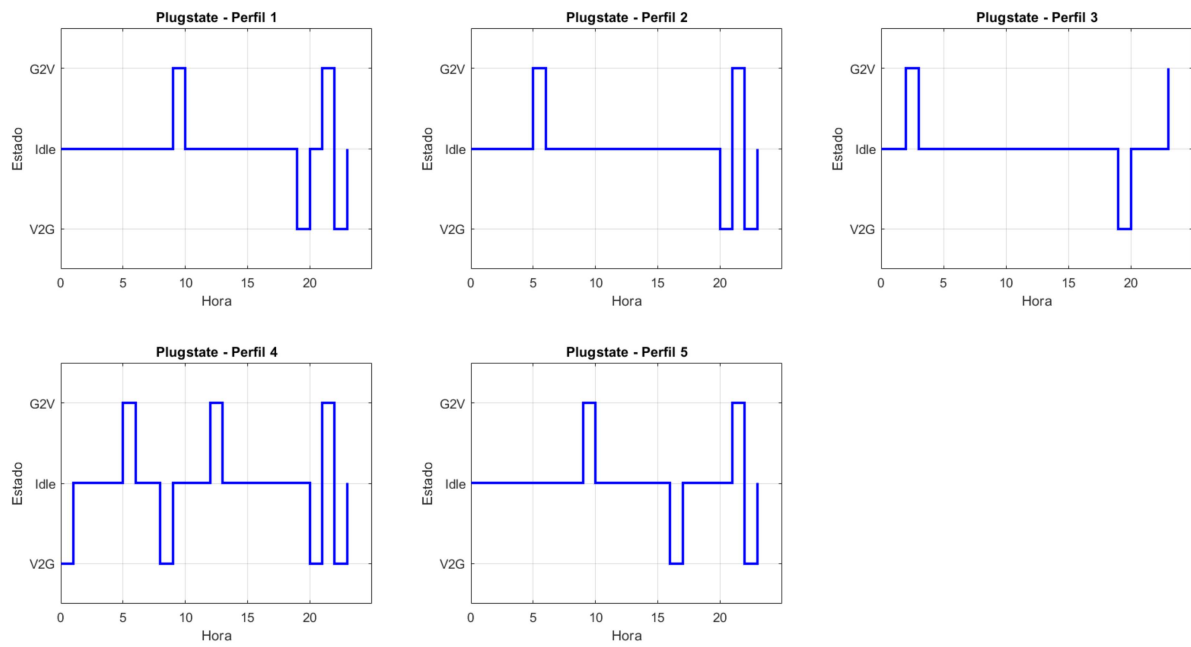 Plugstate - Perfil 1
G2V
Idle
V2G
Estado
0 5 10 15 20
Hora
Plugstate - Perfil 2
G2V
Idle
V2G
Estado
0 5 10 15 20
Hora
Plugstate - Perfil 3
G2V
Idle
V2G
Estado
0 5 10 15 20
Hora
Plugstate - Perfil 4
G2V
Idle
V2G
Estado
0 5 10 15 20
Hora
Plugstate - Perfil 5
G2V
Idle
V2G
Estado
0 5 10 15 20
Hora